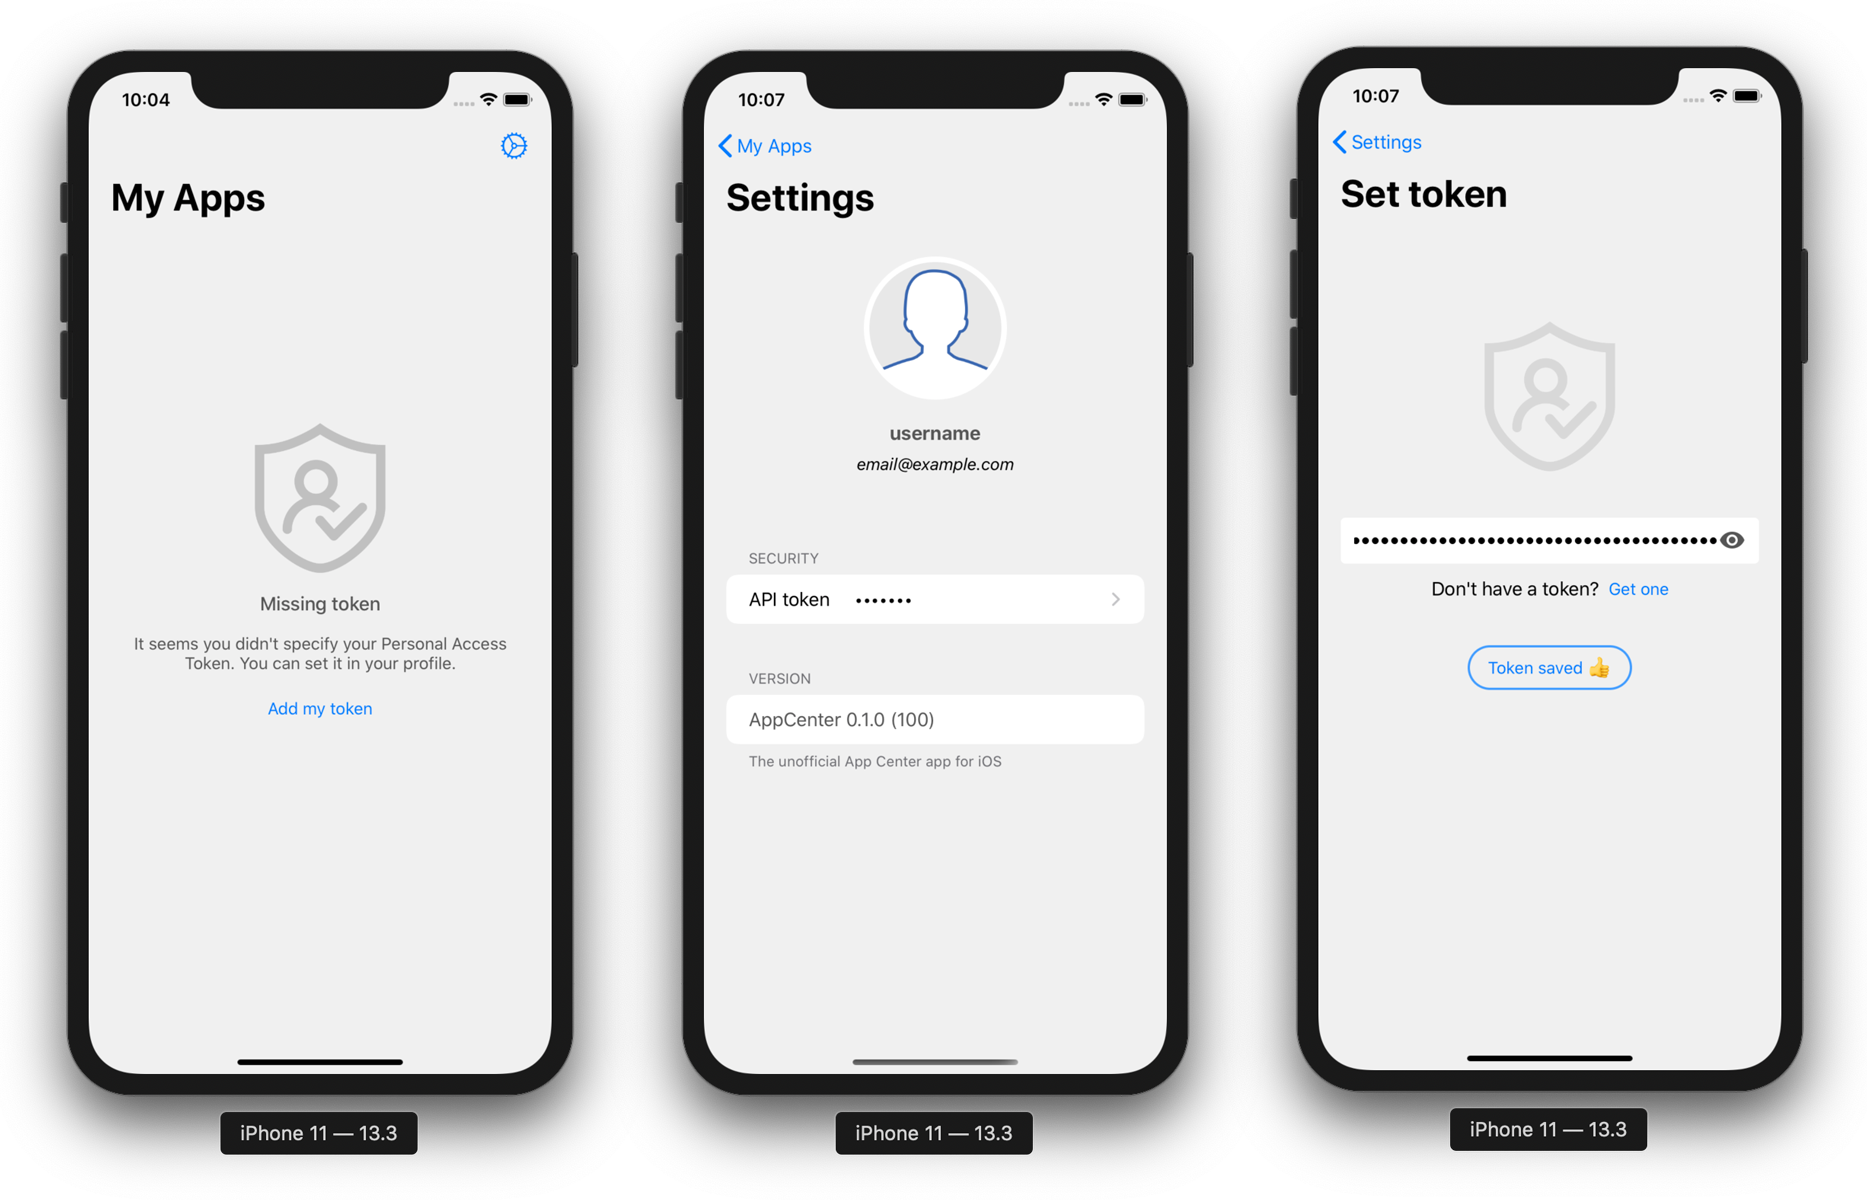 10:04
My Apps
Missing token
It seems you didn't specify your Personal Access
Token. You can set it in your profile.
Add my token
iPhone 11 — 13.3
10:07
My Apps
Settings
username
email@example.com
SECURITY
API token •••••••
VERSION
AppCenter 0.1.0 (100)
The unofficial App Center app for iOS
iPhone 11 — 13.3
10:07
Settings
Set token
Don't have a token? Get one
Token saved 👍
iPhone 11 — 13.3